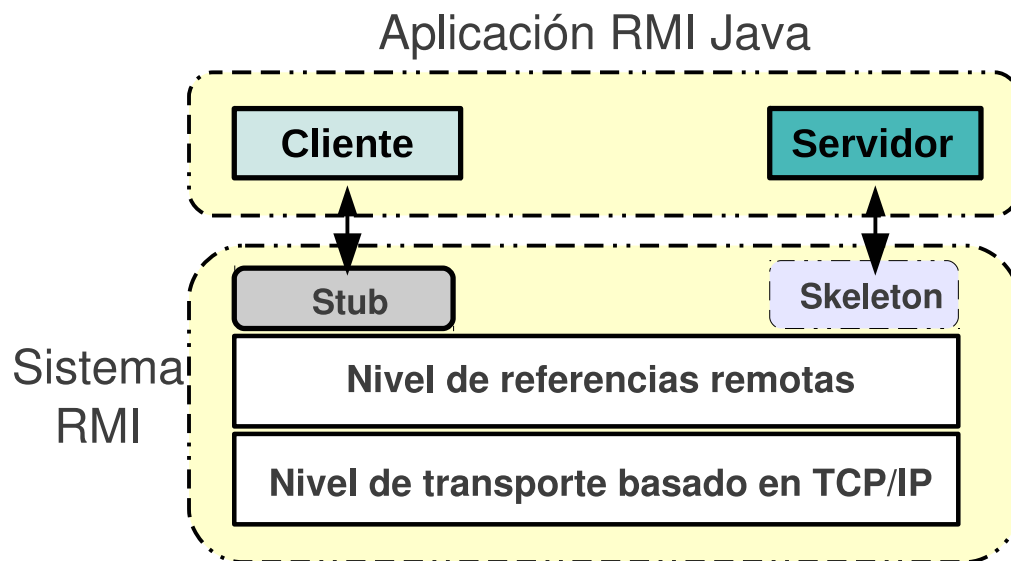 Aplicación RMI Java
Cliente
Servidor
Stub
Skeleton
Sistema
RMI
Nivel de referencias remotas
Nivel de transporte basado en TCP/IP